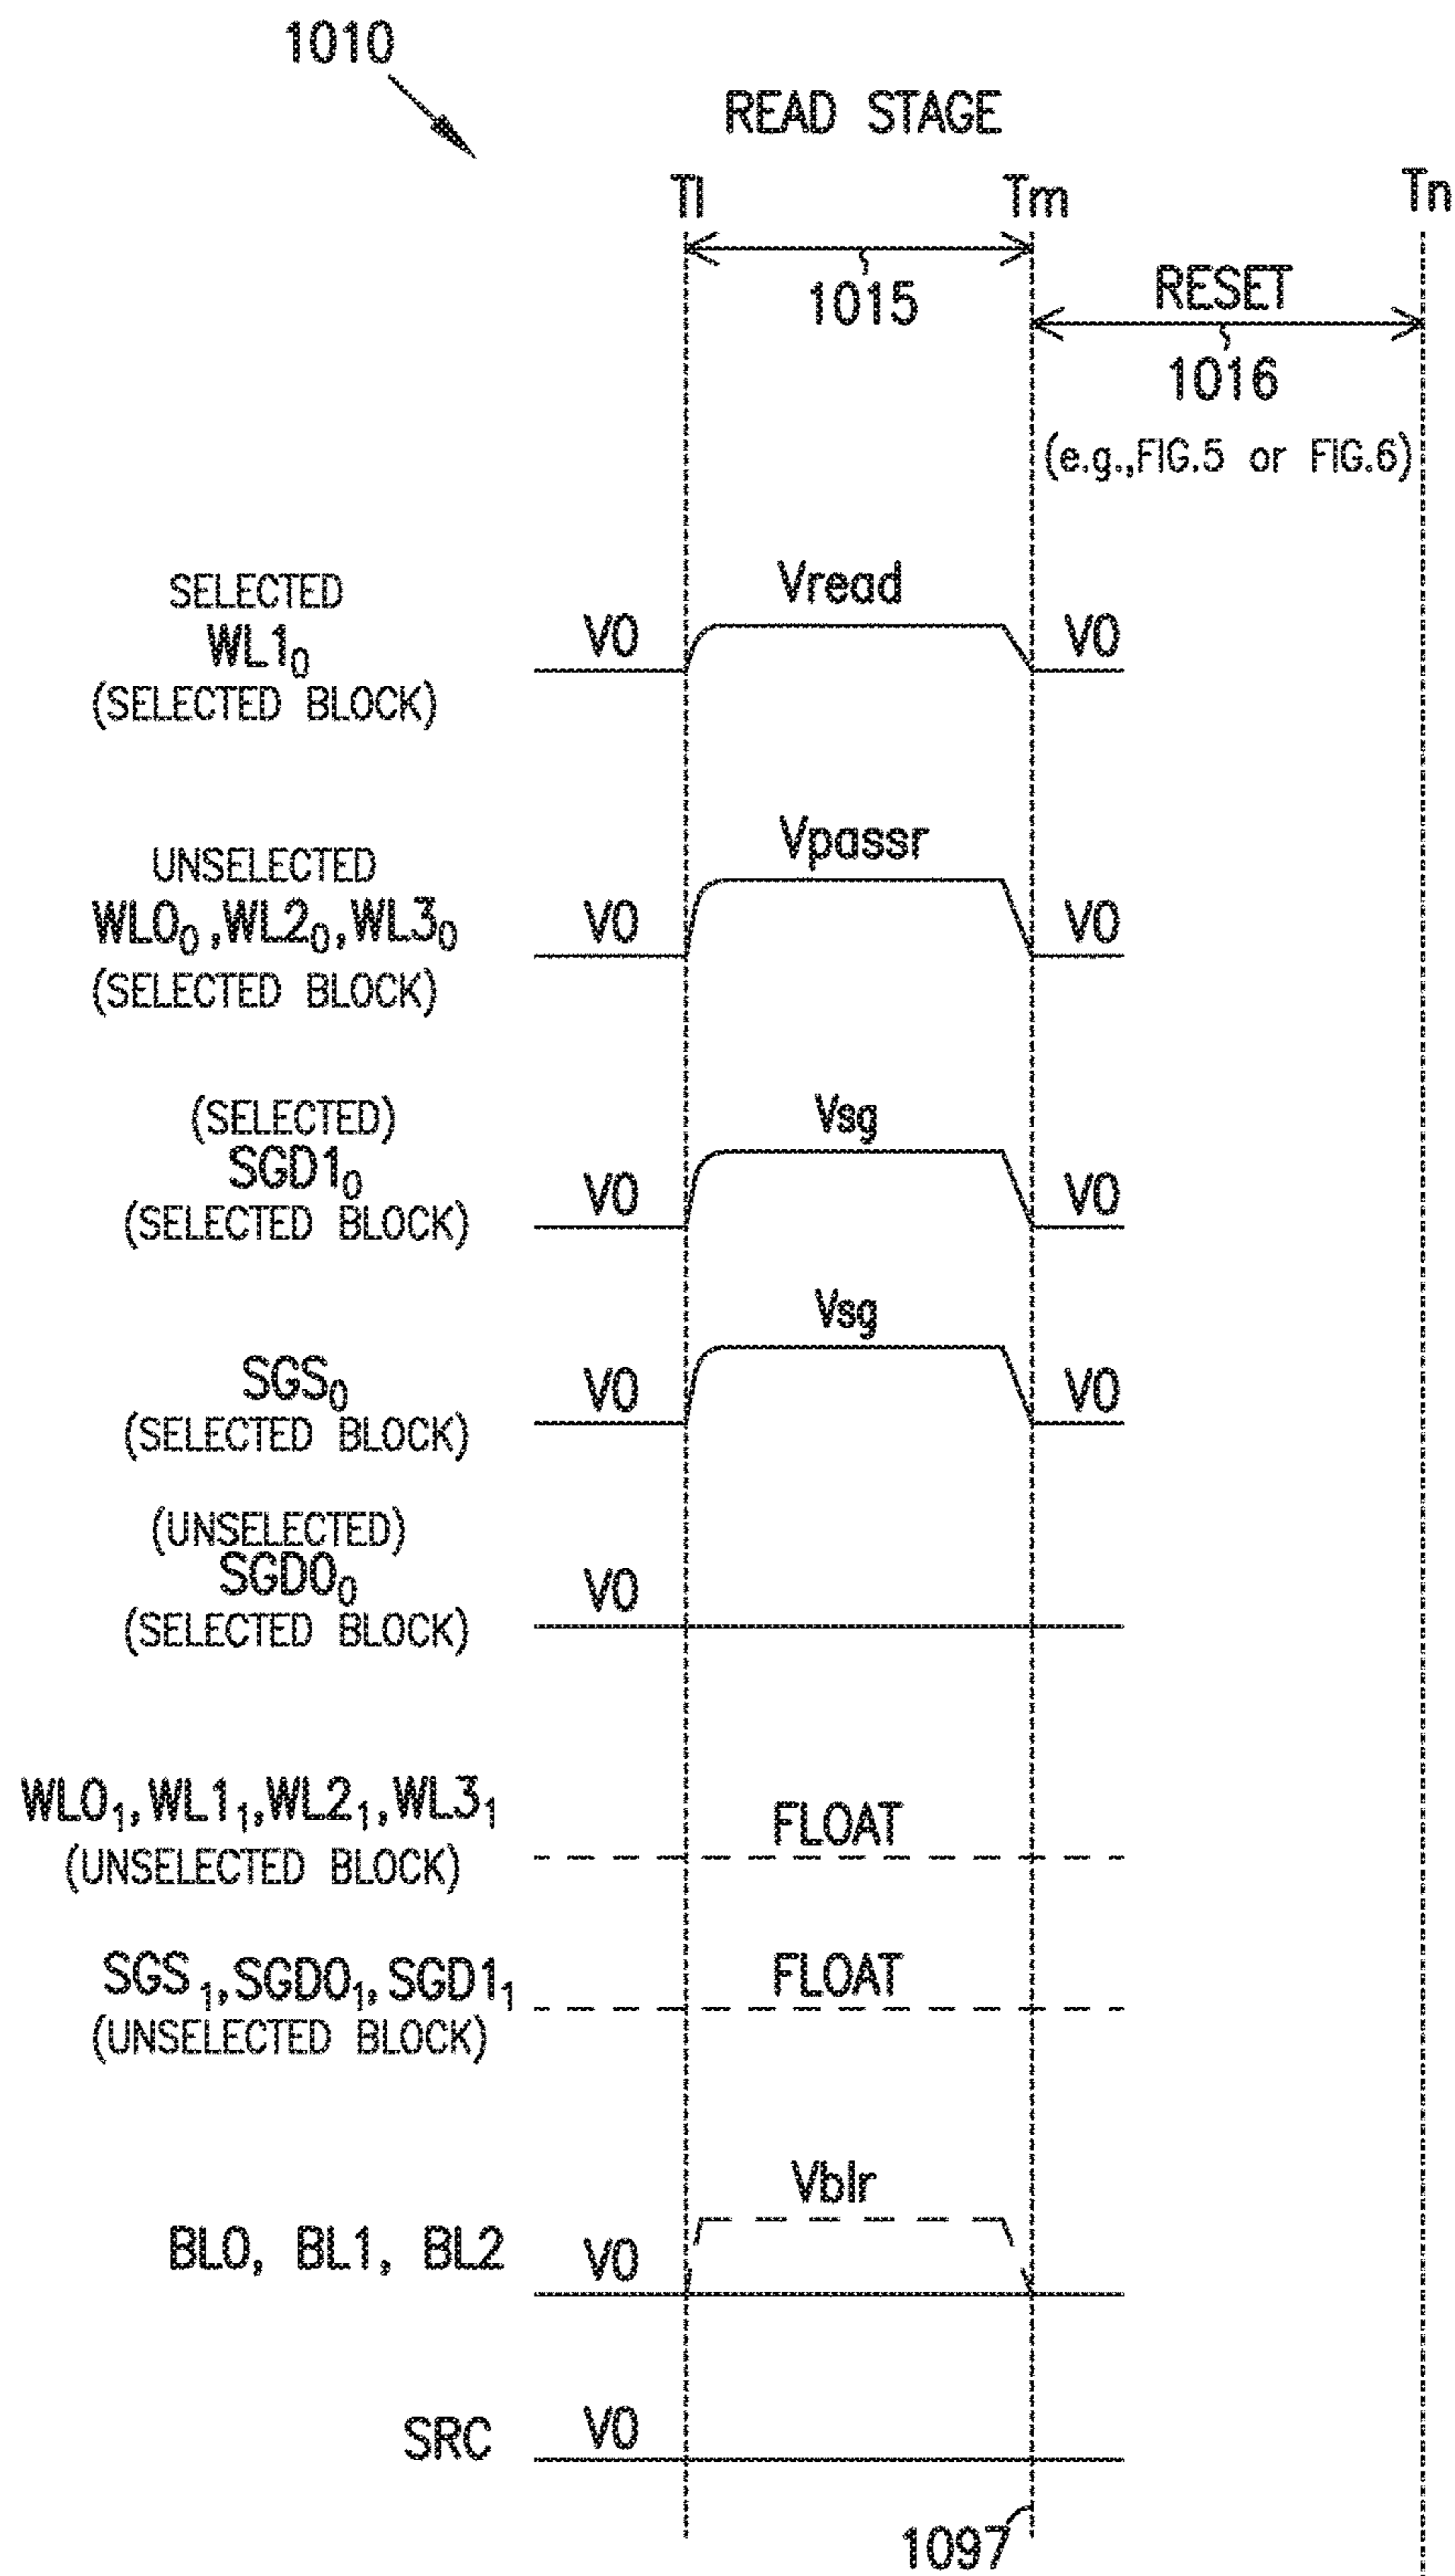 1010
READ STAGE
Tl Tm Tn
1015
RESET
1016
(e.g.,FIG.5 or FIG.6)
SELECTED
WL1₀
(SELECTED BLOCK)
V0 Vread V0
UNSELECTED
WL0₀,WL2₀,WL3₀
(SELECTED BLOCK)
V0 Vpassr V0
(SELECTED)
SGD1₀
(SELECTED BLOCK)
V0 Vsg V0
SGS₀
(SELECTED BLOCK)
V0 Vsg V0
(UNSELECTED)
SGD0₀
(SELECTED BLOCK)
V0
WL0₁,WL1₁,WL2₁,WL3₁
(UNSELECTED BLOCK)
FLOAT
SGS₁,SGD0₁,SGD1₁
(UNSELECTED BLOCK)
FLOAT
BL0, BL1, BL2
V0 Vblr
SRC V0
1097